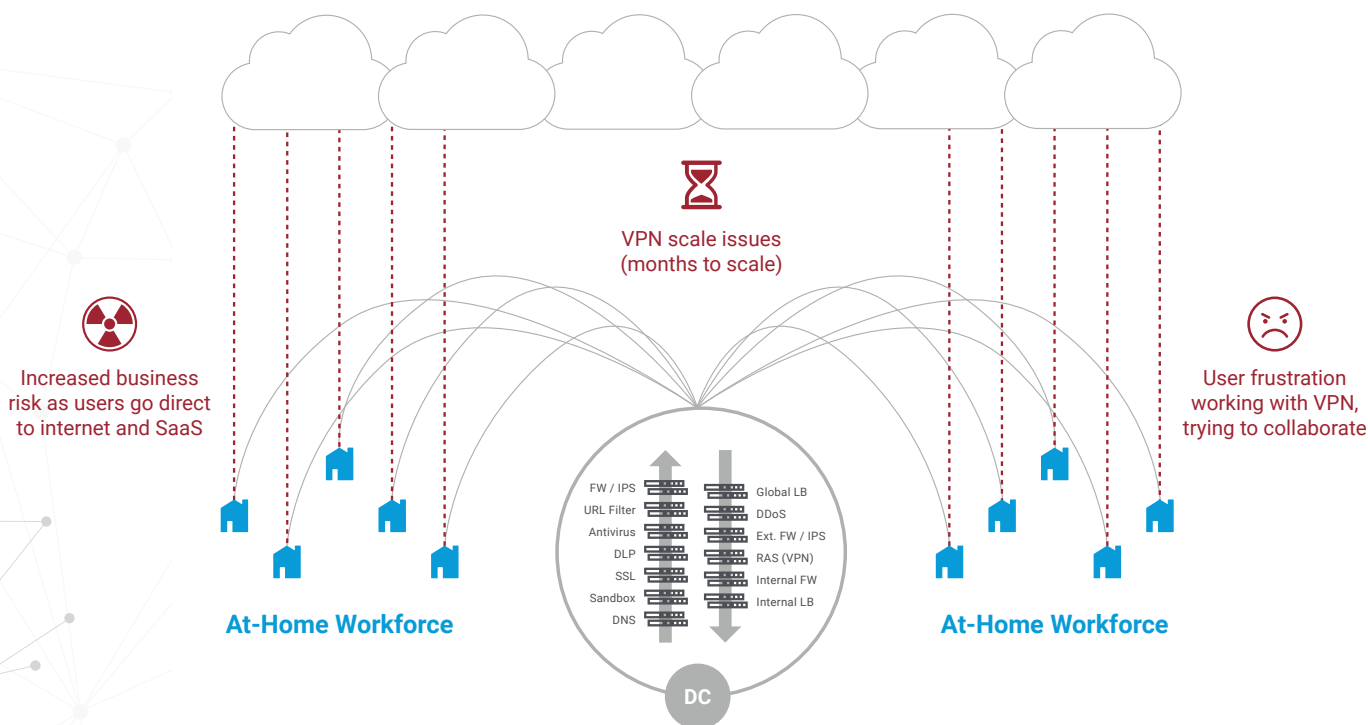 VPN scale issues
(months to scale)
Increased business
risk as users go direct
to internet and SaaS
User frustration
working with VPN,
trying to collaborate
FW / IPS
URL Filter
Antivirus
DLP
SSL
Sandbox
DNS
Global LB
DDoS
Ext. FW / IPS
RAS (VPN)
Internal FW
Internal LB
At-Home Workforce
At-Home Workforce
DC